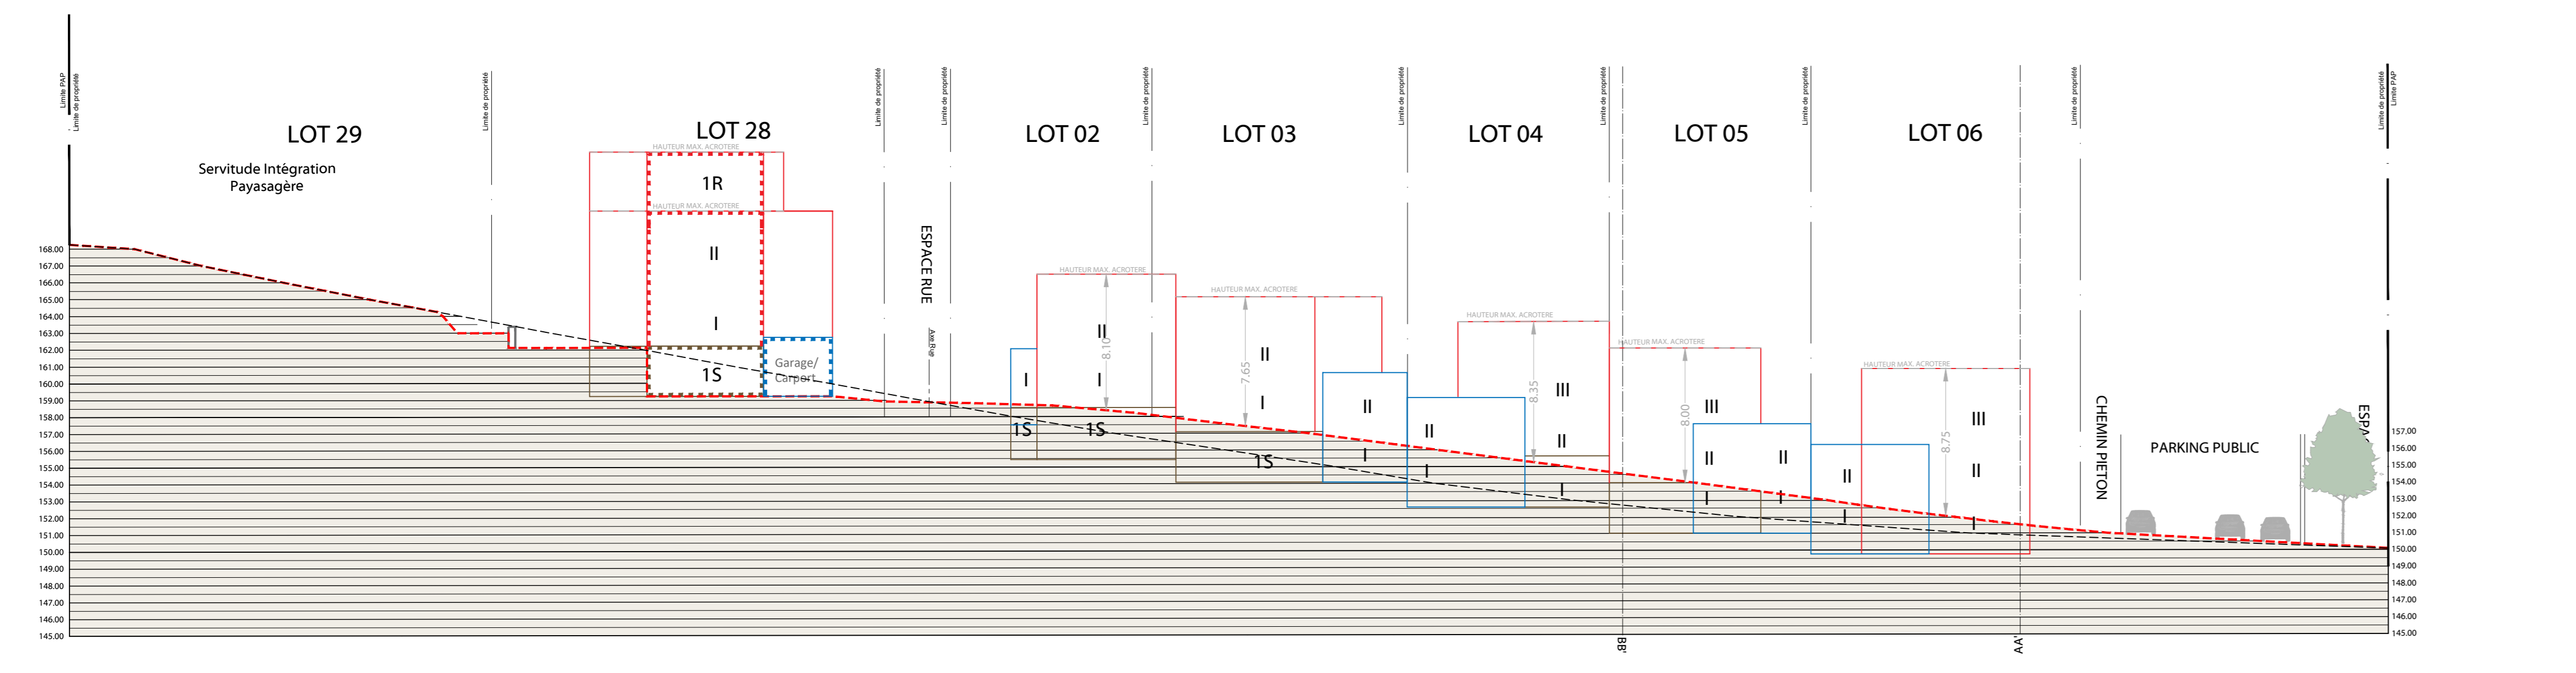 Limite PAP
Limite de propriété
LOT 29
Servitude Intégration
Payasagère
Limite de propriété
LOT 28
HAUTEUR MAX. ACROTERE
1R
HAUTEUR MAX. ACROTERE
II
I
1S
Garage/
Carport
Limite de propriété
ESPACE RUE
Axe Rue
Limite de propriété
LOT 02
HAUTEUR MAX. ACROTERE
II
8.10
I
I
1S
1S
Limite de propriété
LOT 03
HAUTEUR MAX. ACROTERE
7.65
II
I
1S
II
I
Limite de propriété
LOT 04
HAUTEUR MAX. ACROTERE
8.35
III
II
I
II
I
Limite de propriété
BB'
LOT 05
HAUTEUR MAX. ACROTERE
8.00
III
II
I
II
I
Limite de propriété
LOT 06
HAUTEUR MAX. ACROTERE
8.75
III
II
I
II
I
AA'
Limite de propriété
CHEMIN PIETON
PARKING PUBLIC
ESPA
Limite de propriété
Limite PAP
168.00
167.00
166.00
165.00
164.00
163.00
162.00
161.00
160.00
159.00
158.00
157.00
156.00
155.00
154.00
153.00
152.00
151.00
150.00
149.00
148.00
147.00
146.00
145.00
157.00
156.00
155.00
154.00
153.00
152.00
151.00
150.00
149.00
148.00
147.00
146.00
145.00